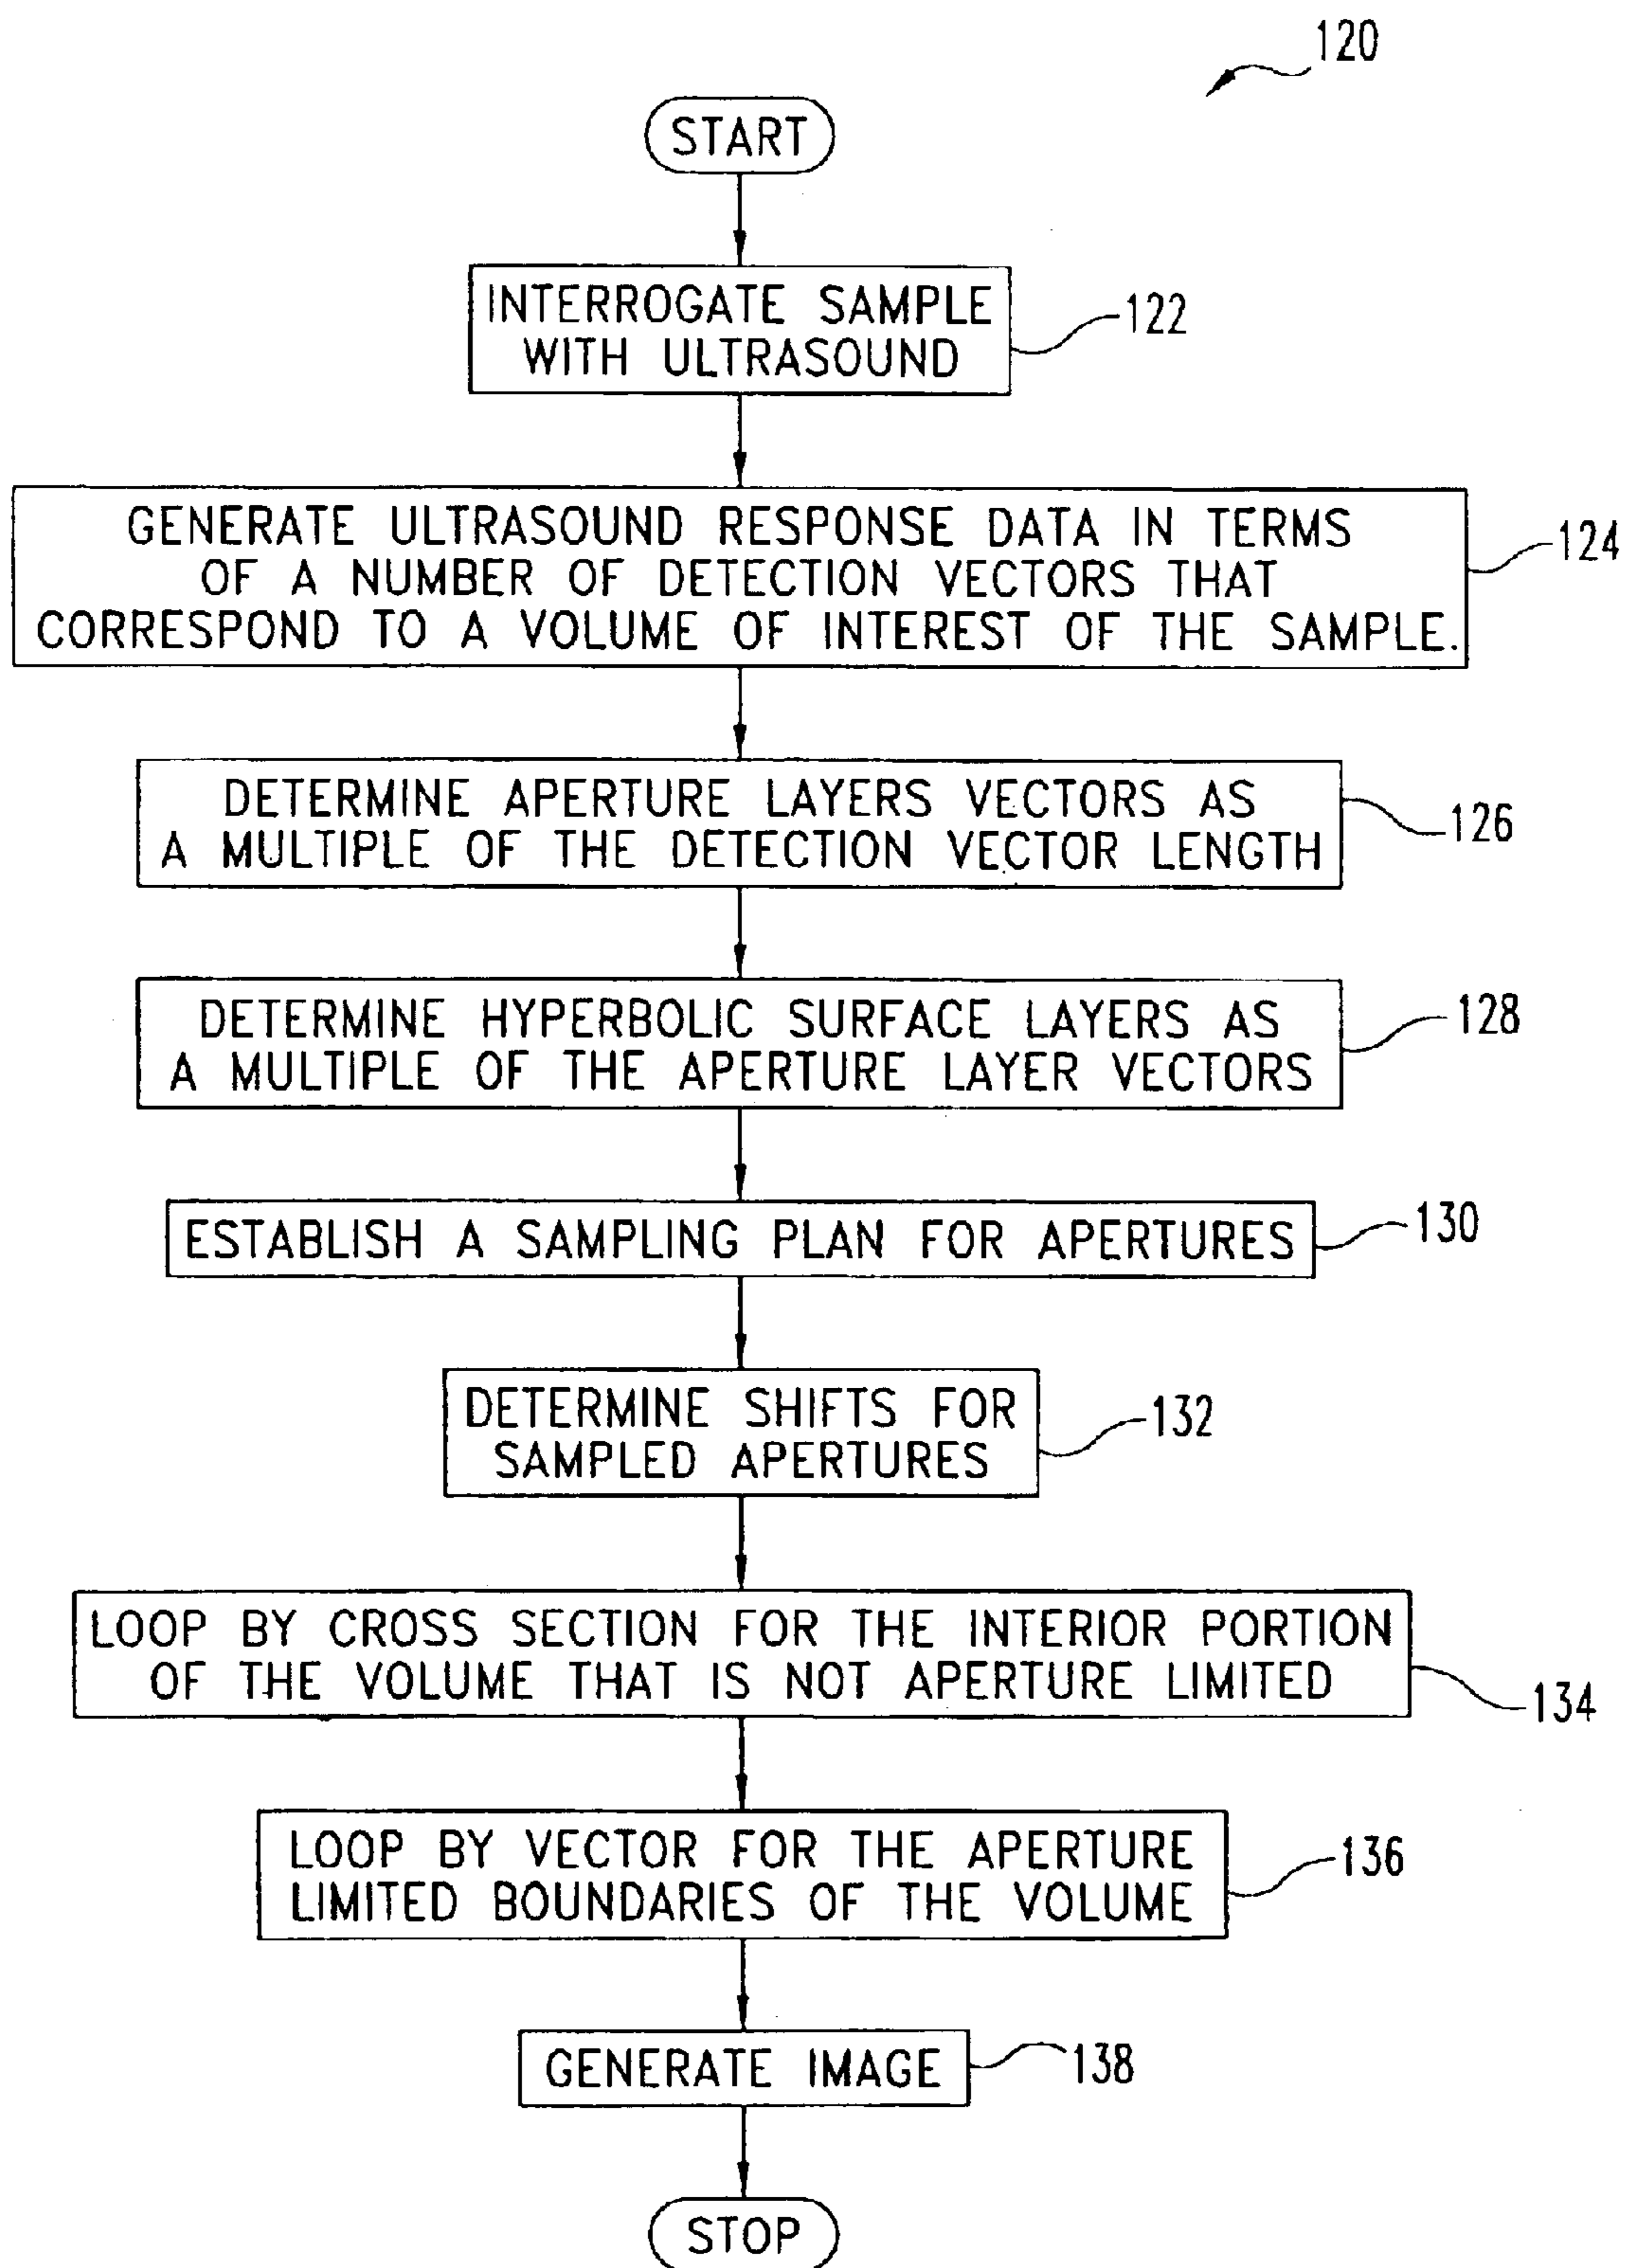 120
START
INTERROGATE SAMPLE
WITH ULTRASOUND
122
GENERATE ULTRASOUND RESPONSE DATA IN TERMS
OF A NUMBER OF DETECTION VECTORS THAT
CORRESPOND TO A VOLUME OF INTEREST OF THE SAMPLE.
124
DETERMINE APERTURE LAYERS VECTORS AS
A MULTIPLE OF THE DETECTION VECTOR LENGTH
126
DETERMINE HYPERBOLIC SURFACE LAYERS AS
A MULTIPLE OF THE APERTURE LAYER VECTORS
128
ESTABLISH A SAMPLING PLAN FOR APERTURES
130
DETERMINE SHIFTS FOR
SAMPLED APERTURES
132
LOOP BY CROSS SECTION FOR THE INTERIOR PORTION
OF THE VOLUME THAT IS NOT APERTURE LIMITED
134
LOOP BY VECTOR FOR THE APERTURE
LIMITED BOUNDARIES OF THE VOLUME
136
GENERATE IMAGE
138
STOP